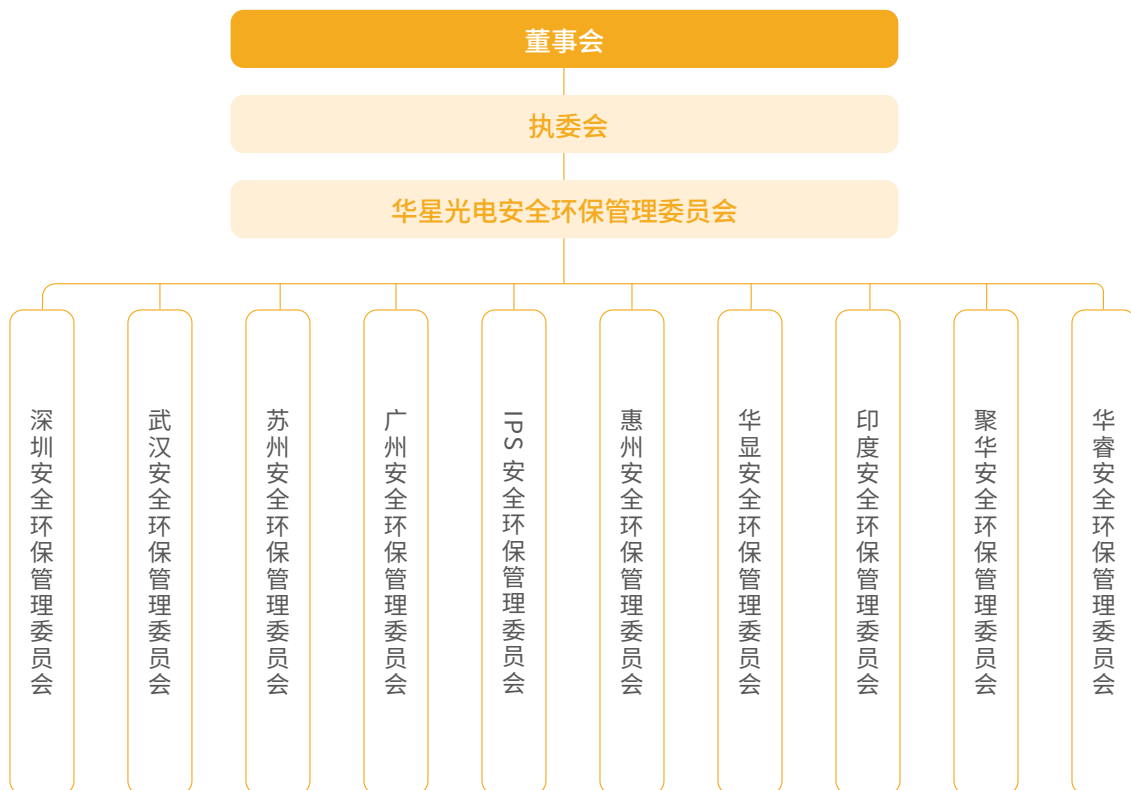 董事会
执委会
华星光电安全环保管理委员会
深圳安全环保管理委员会
武汉安全环保管理委员会
苏州安全环保管理委员会
广州安全环保管理委员会
IPS 安全环保管理委员会
惠州安全环保管理委员会
华显安全环保管理委员会
印度安全环保管理委员会
聚华安全环保管理委员会
华睿安全环保管理委员会